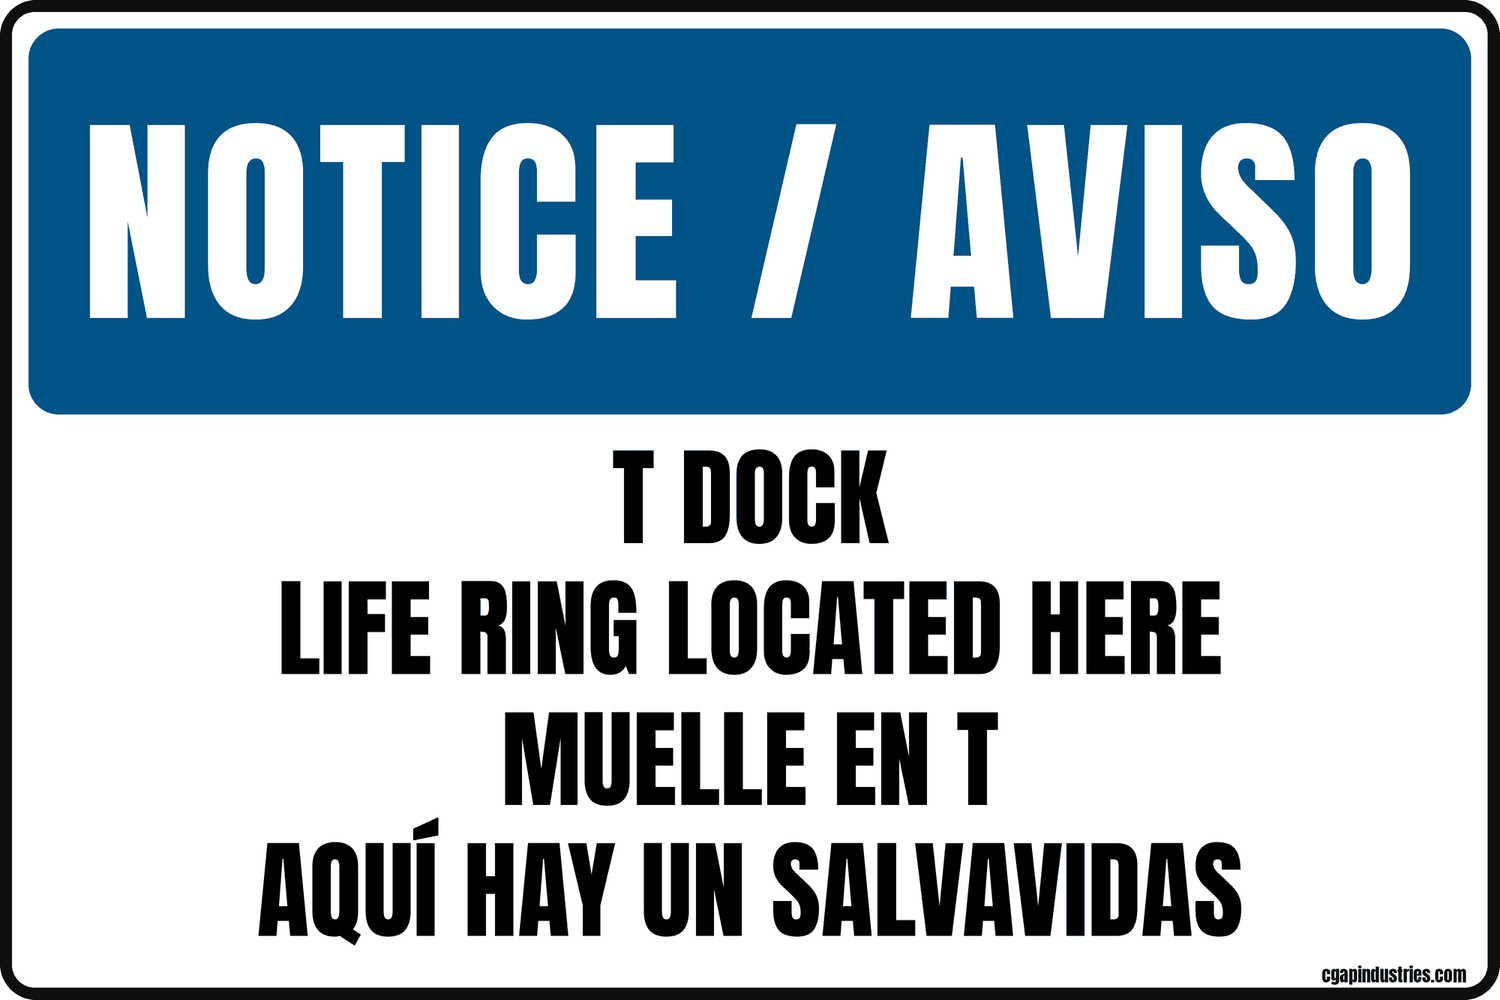 NOTICE / AVISO
T DOCK
LIFE RING LOCATED HERE
MUELLE EN T
AQUÍ HAY UN SALVAVIDAS
cgapindustries.com